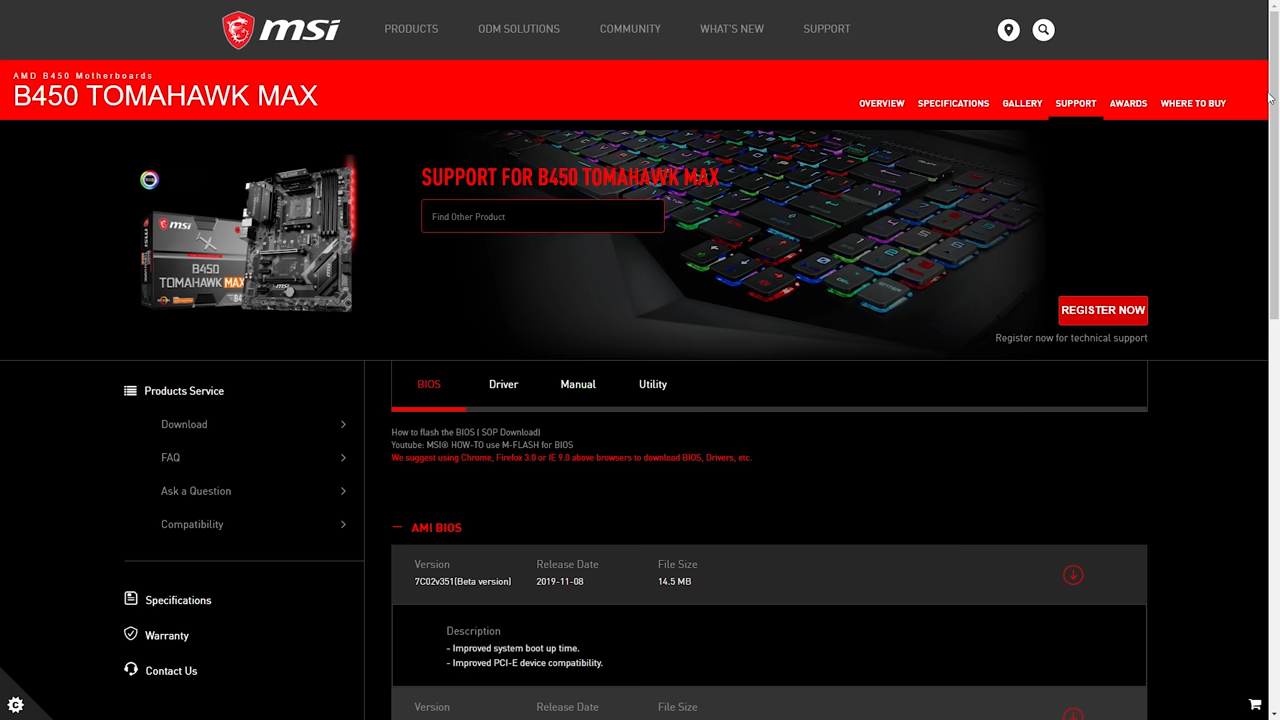 msi
PRODUCTS
ODM SOLUTIONS
COMMUNITY
WHAT'S NEW
SUPPORT
AMD B450 Motherboards
B450 TOMAHAWK MAX
OVERVIEW
SPECIFICATIONS
GALLERY
SUPPORT
AWARDS
WHERE TO BUY
msi
B450
TOMAHAWK MAX
SUPPORT FOR B450 TOMAHAWK MAX
Find Other Product
REGISTER NOW
Register now for technical support
Products Service
Download
FAQ
Ask a Question
Compatibility
Specifications
Warranty
Contact Us
BIOS
Driver
Manual
Utility
How to flash the BIOS ( SOP Download)
Youtube: MSI® HOW-TO use M-FLASH for BIOS
We suggest using Chrome, Firefox 3.0 or IE 9.0 above browsers to download BIOS, Drivers, etc.
AMI BIOS
Version
Release Date
File Size
7C02v351(Beta version)
2019-11-08
14.5 MB
Description
- Improved system boot up time.
- Improved PCI-E device compatibility.
Version
Release Date
File Size